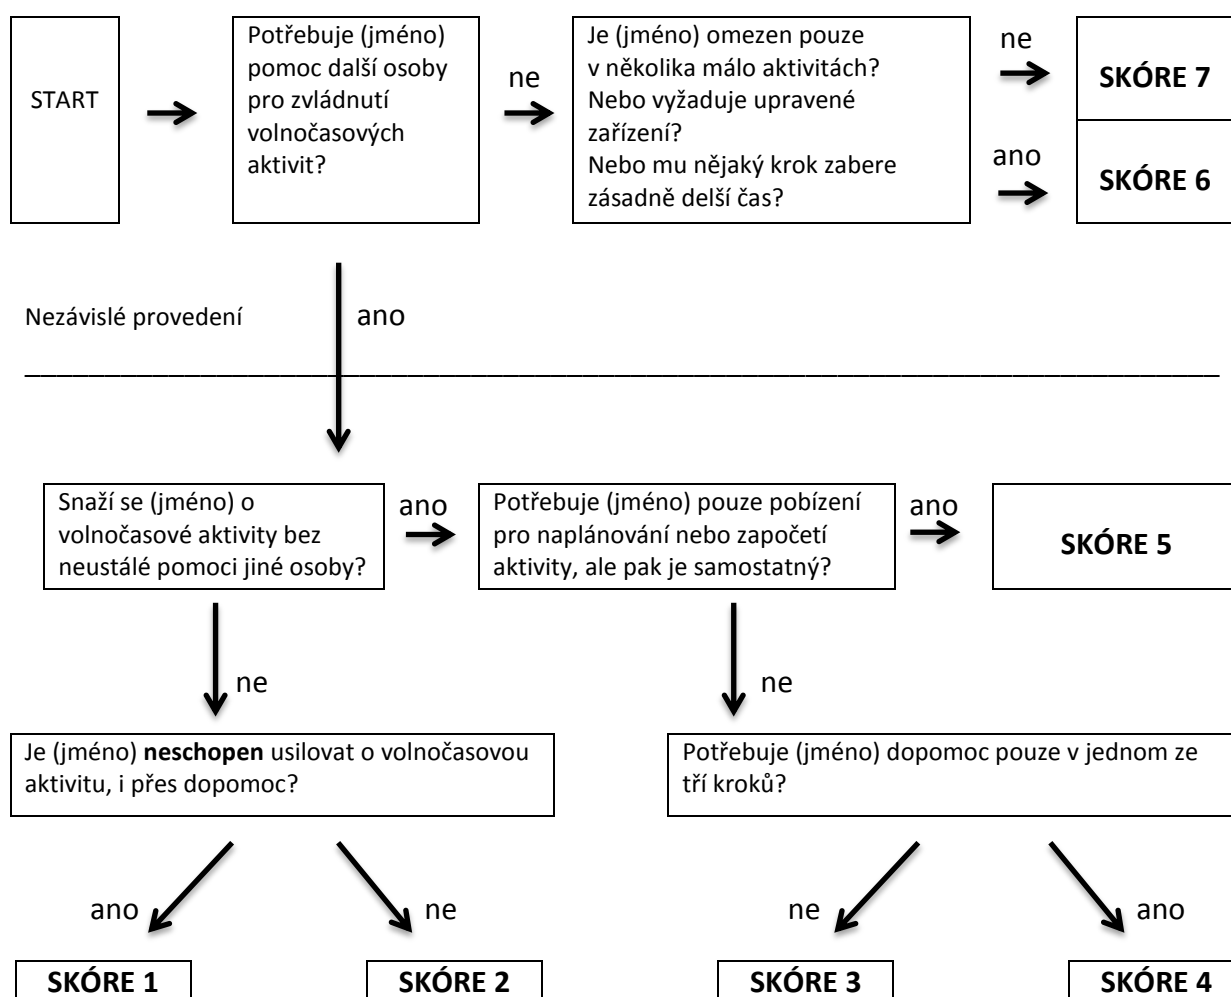 START
Potřebuje (jméno)
pomoc další osoby
pro zvládnutí
volnočasových
aktivit?
ne
Je (jméno) omezen pouze
v několika málo aktivitách?
Nebo vyžaduje upravené
zařízení?
Nebo mu nějaký krok zabere
zásadně delší čas?
ne
SKÓRE 7
ano
SKÓRE 6
Nezávislé provedení
ano
Snaží se (jméno) o
volnočasové aktivity bez
neustálé pomoci jiné osoby?
ano
Potřebuje (jméno) pouze pobízení
pro naplánování nebo započetí
aktivity, ale pak je samostatný?
ano
SKÓRE 5
ne
ne
Je (jméno) neschopen usilovat o volnočasovou
aktivitu, i přes dopomoc?
Potřebuje (jméno) dopomoc pouze v jednom ze
tří kroků?
ano
ne
ne
ano
SKÓRE 1
SKÓRE 2
SKÓRE 3
SKÓRE 4